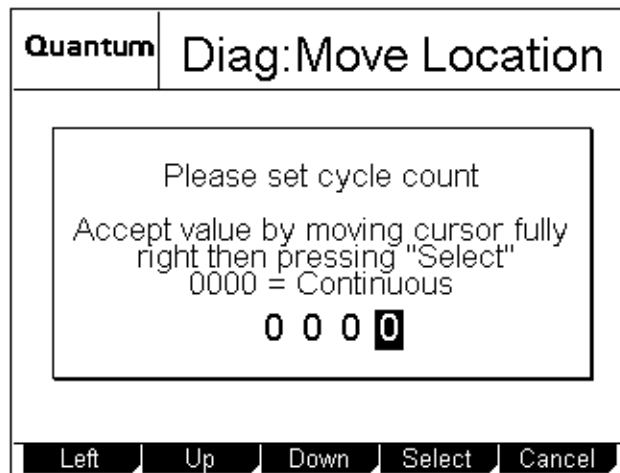 Quantum
Diag:Move Location
Please set cycle count
Accept value by moving cursor fully
right then pressing "Select"
0000 = Continuous
0 0 0 0
Left Up Down Select Cancel